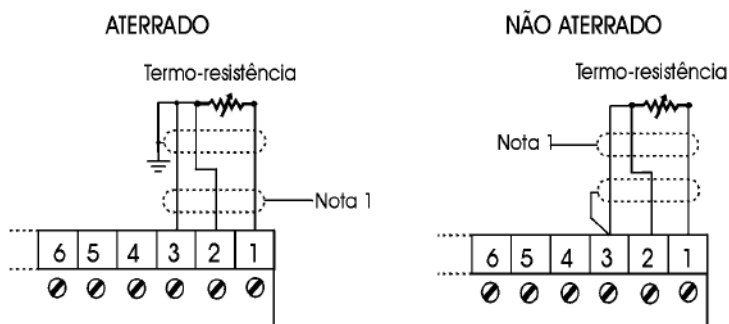 ATERRADO
Termo-resistência
Nota 1
6 5 4 3 2 1
NÃO ATERRADO
Termo-resistência
Nota 1
6 5 4 3 2 1